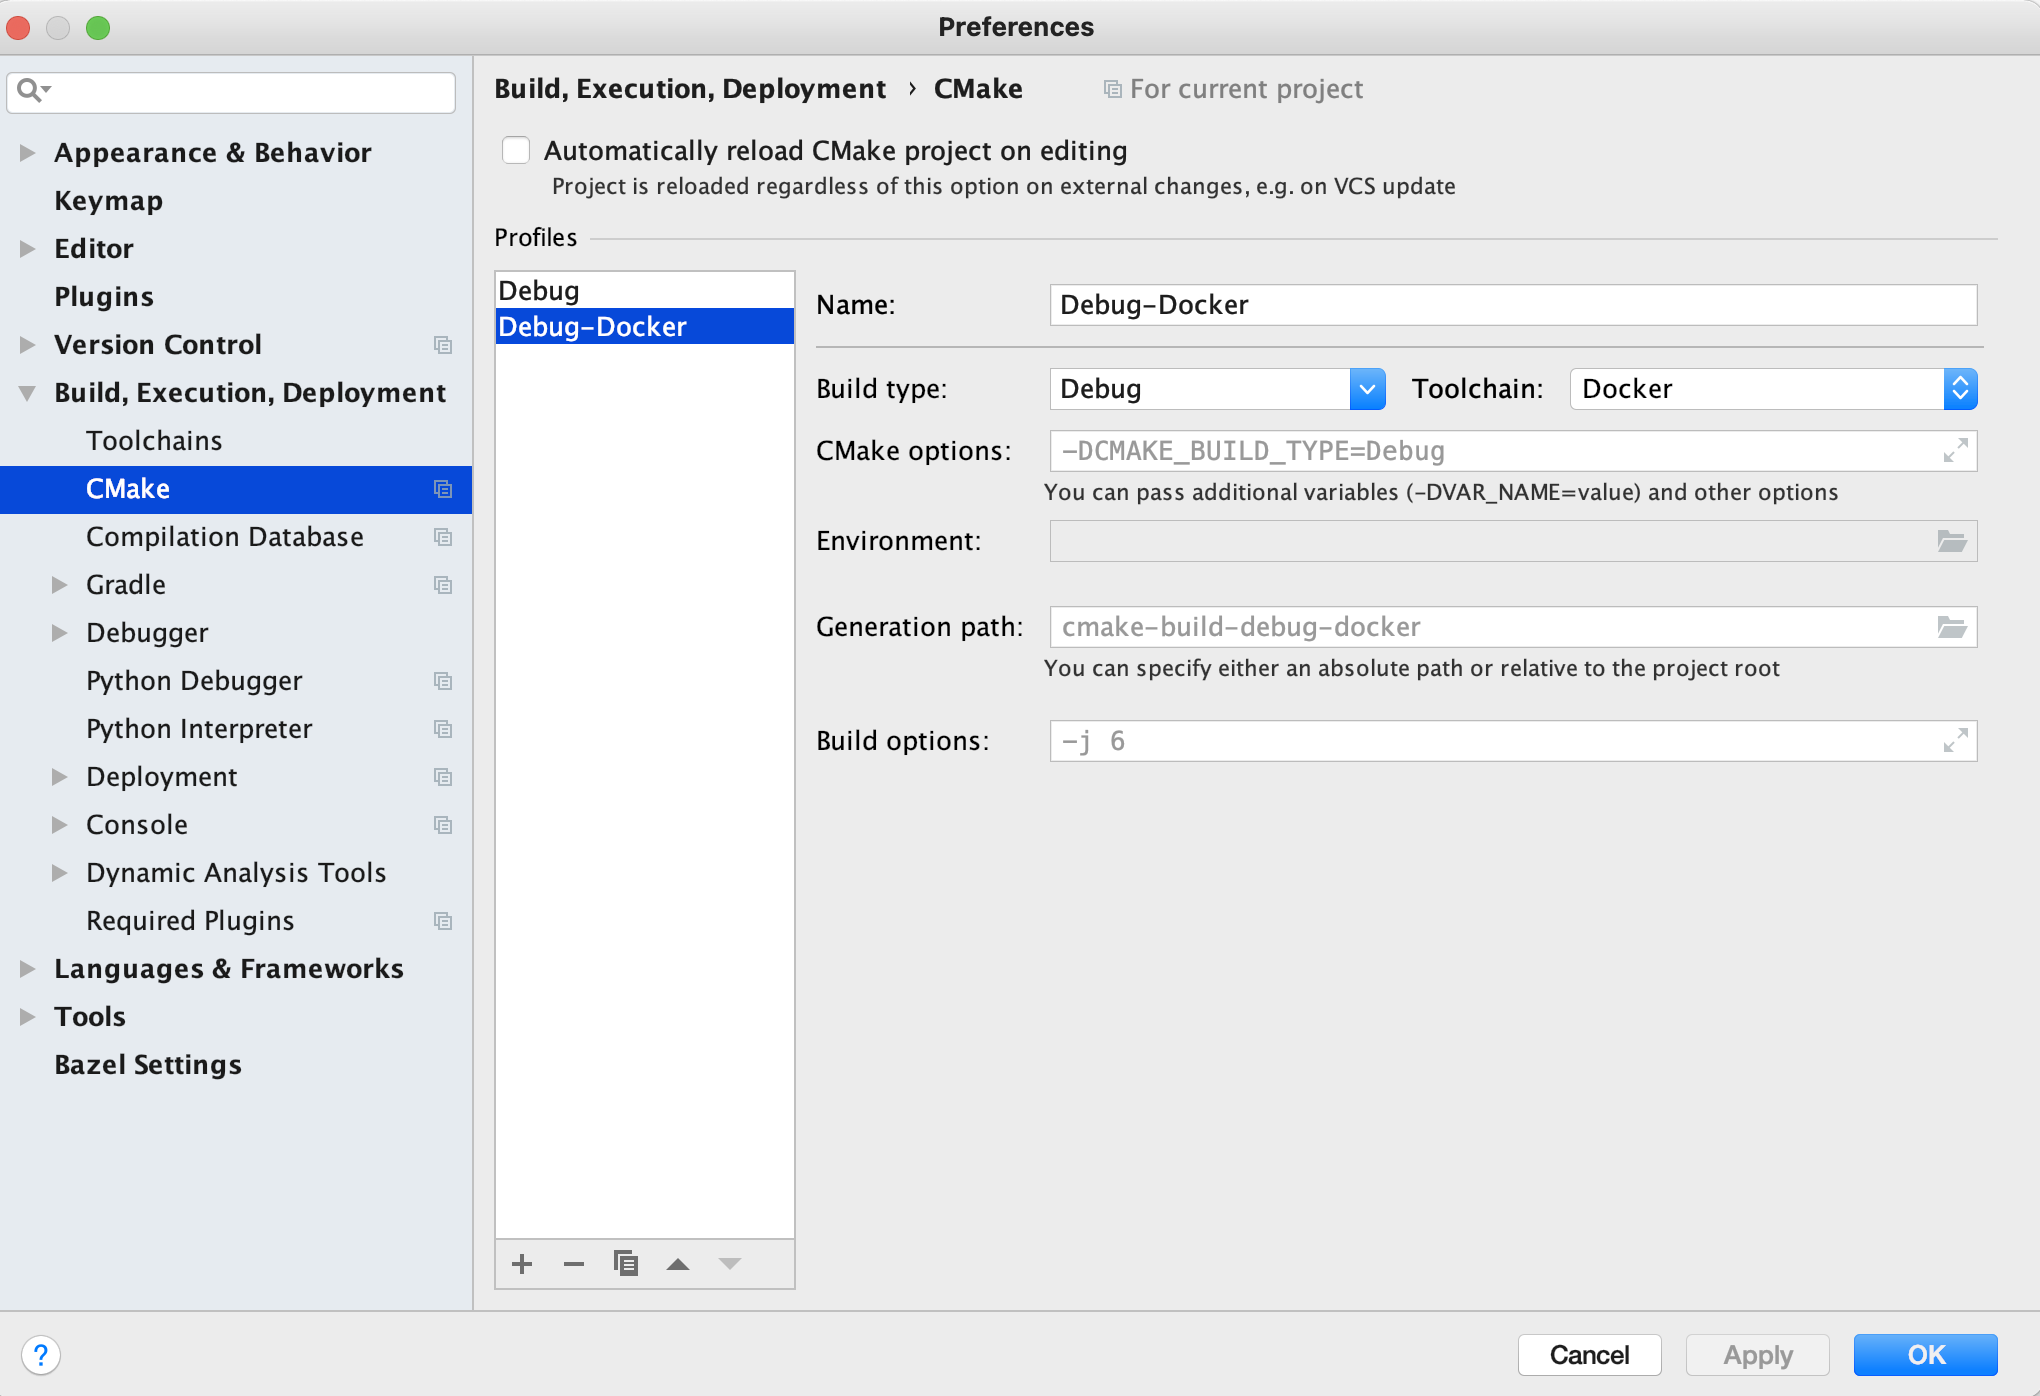 Preferences
Appearance & Behavior
Keymap
Editor
Plugins
Version Control
Build, Execution, Deployment
Toolchains
CMake
Compilation Database
Gradle
Debugger
Python Debugger
Python Interpreter
Deployment
Console
Dynamic Analysis Tools
Required Plugins
Languages & Frameworks
Tools
Bazel Settings
Build, Execution, Deployment › CMake For current project
Automatically reload CMake project on editing
Project is reloaded regardless of this option on external changes, e.g. on VCS update
Profiles
Debug
Debug-Docker
Name: Debug-Docker
Build type: Debug Toolchain: Docker
CMake options: -DCMAKE_BUILD_TYPE=Debug
You can pass additional variables (-DVAR_NAME=value) and other options
Environment:
Generation path: cmake-build-debug-docker
You can specify either an absolute path or relative to the project root
Build options: -j 6
? Cancel Apply OK